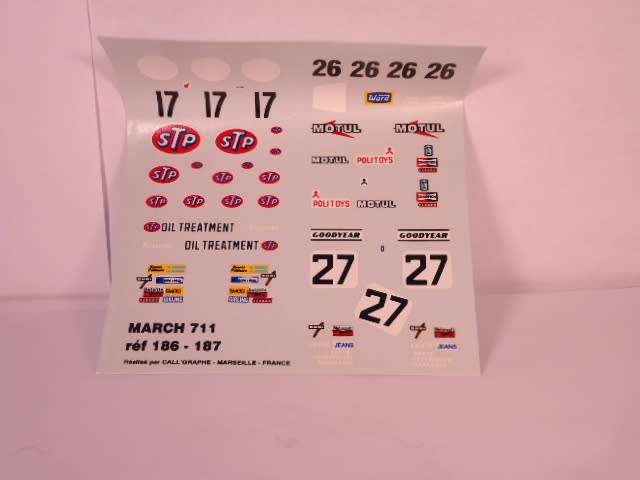 26 26 26 26
17 17 17
Ward
STP STP
MOTUL MOTUL
STP STP STP
MOTUL POLITOYS
STP STP STP STP
POLITOYS MOTUL
STP OIL TREATMENT
OIL TREATMENT STP
GOODYEAR GOODYEAR
27 27
27
MARCH 711
réf 186 - 187
JEANS JEANS
Réalisé par CALL'GRAPHE - MARSEILLE - FRANCE